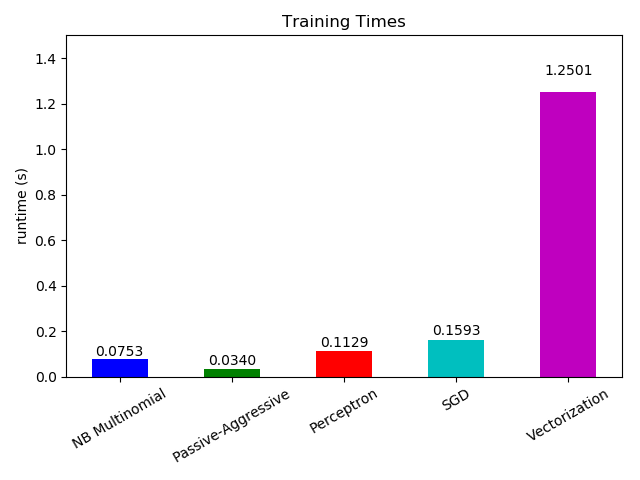 Training Times
runtime (s)
1.4
1.2
1.0
0.8
0.6
0.4
0.2
0.0
0.0753
0.0340
0.1129
0.1593
1.2501
NB Multinomial
Passive-Aggressive
Perceptron
SGD
Vectorization